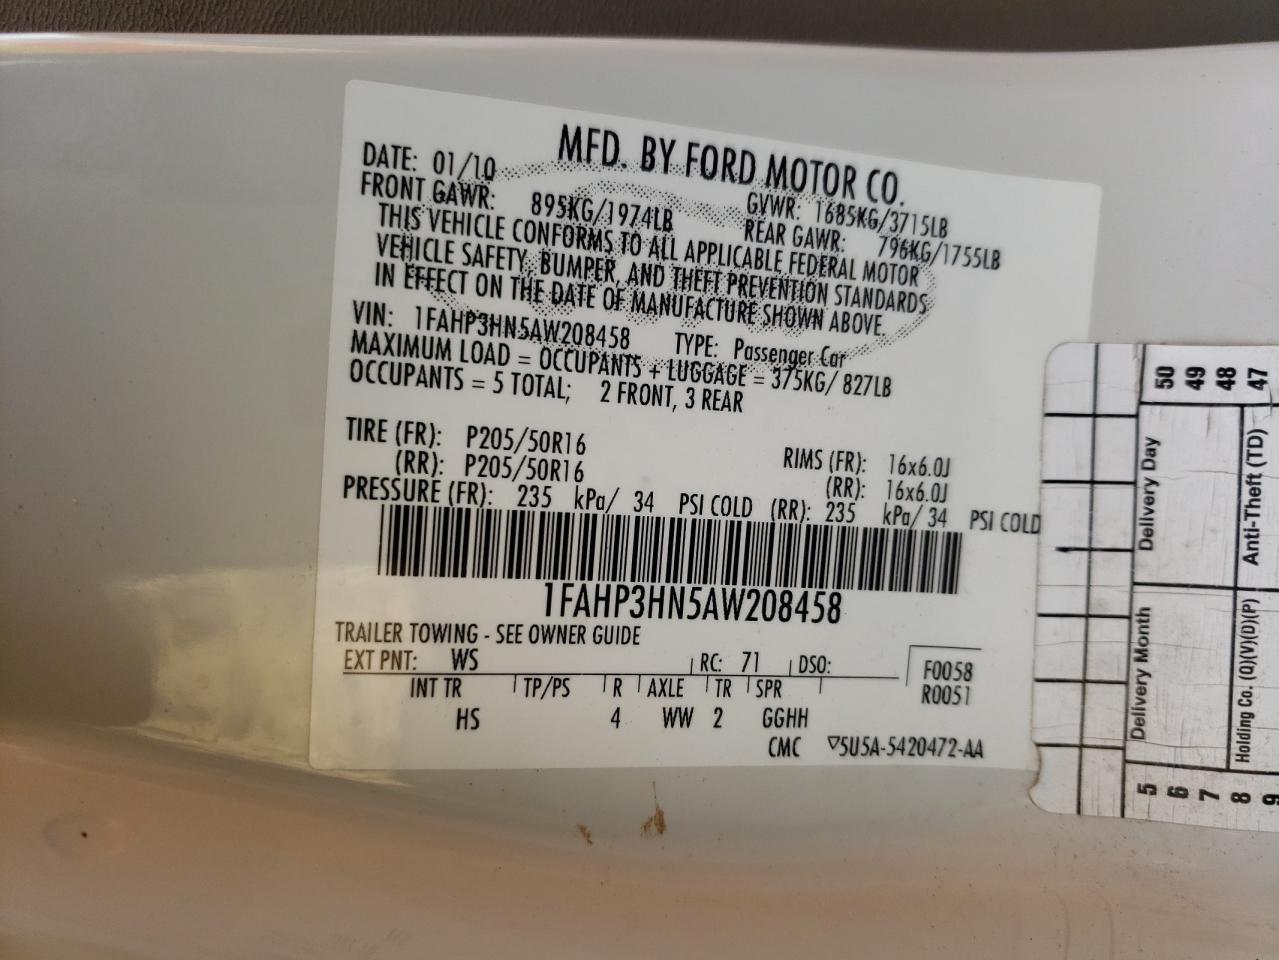 MFD. BY FORD MOTOR CO.
DATE: 01/10 GVWR: 1685KG/3715LB
FRONT GAWR: 895KG/1974LB REAR GAWR: 796KG/1755LB
THIS VEHICLE CONFORMS TO ALL APPLICABLE FEDERAL MOTOR
VEHICLE SAFETY, BUMPER, AND THEFT PREVENTION STANDARDS
IN EFFECT ON THE DATE OF MANUFACTURE SHOWN ABOVE.
VIN: 1FAHP3HN5AW208458 TYPE: Passenger Car
MAXIMUM LOAD = OCCUPANTS + LUGGAGE = 375KG/ 827LB
OCCUPANTS = 5 TOTAL; 2 FRONT, 3 REAR
TIRE (FR): P205/50R16 RIMS (FR): 16x6.0J
(RR): P205/50R16 (RR): 16x6.0J
PRESSURE (FR): 235 kPa/ 34 PSI COLD (RR): 235 kPa/ 34 PSI COLD
1FAHP3HN5AW208458
TRAILER TOWING - SEE OWNER GUIDE
EXT PNT: WS RC: 71 DSO: F0058
R0051
INT TR TP/PS R AXLE TR SPR
HS 4 WW 2 GGHH
CMC ▽5U5A-5420472-AA
50
49
48
47
Delivery Day
Anti-Theft (TD)
Delivery Month
Holding Co. (Q)(V)(D)(P)
5
6
7
8
9